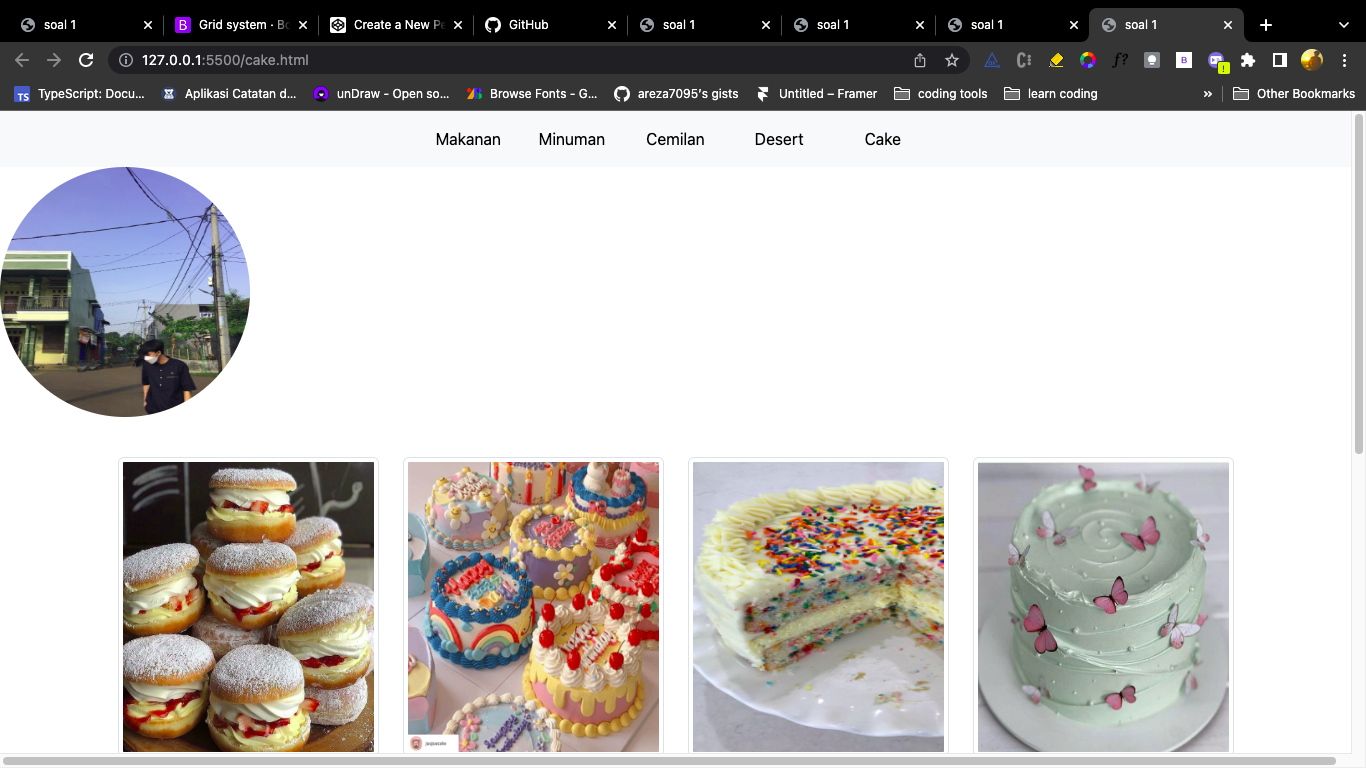 soal 1
Grid system · Bo
Create a New Pe
GitHub
soal 1
soal 1
soal 1
soal 1
127.0.0.1:5500/cake.html
TypeScript: Docu...
Aplikasi Catatan d...
unDraw - Open so...
Browse Fonts - G...
areza7095's gists
Untitled – Framer
coding tools
learn coding
»
Other Bookmarks
Makanan
Minuman
Cemilan
Desert
Cake